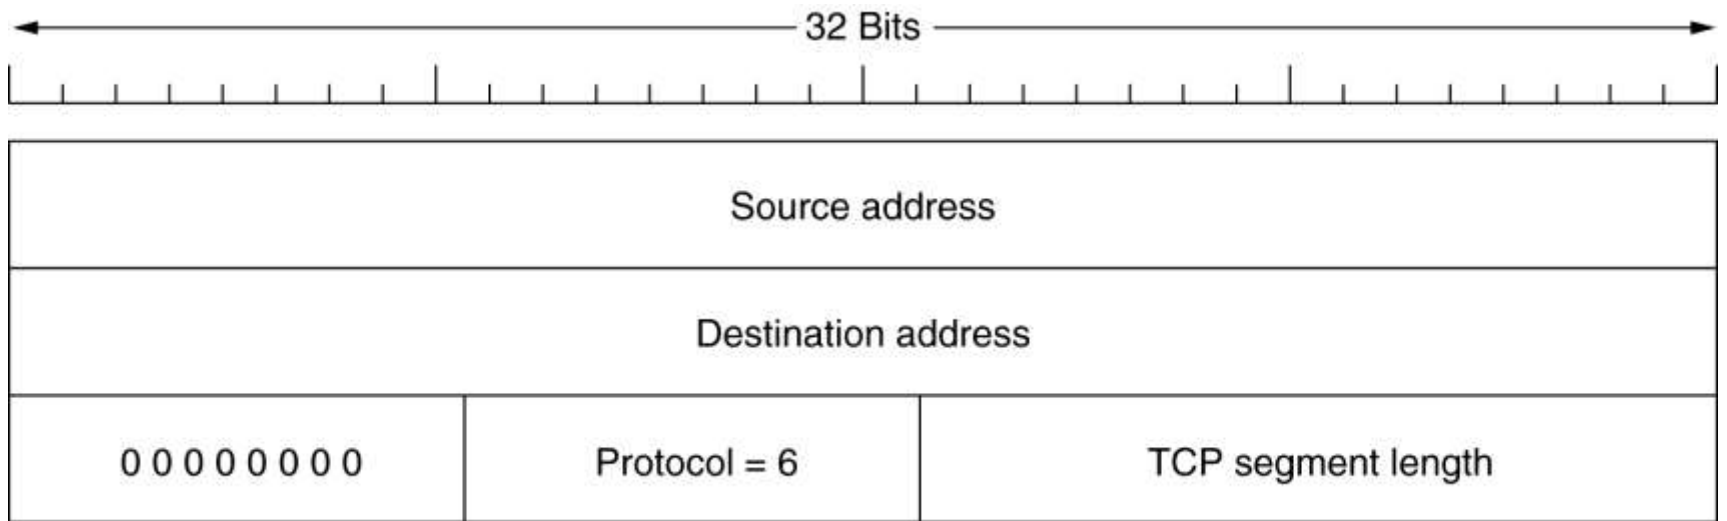 32 Bits
Source address
Destination address
0 0 0 0 0 0 0 0 Protocol = 6 TCP segment length